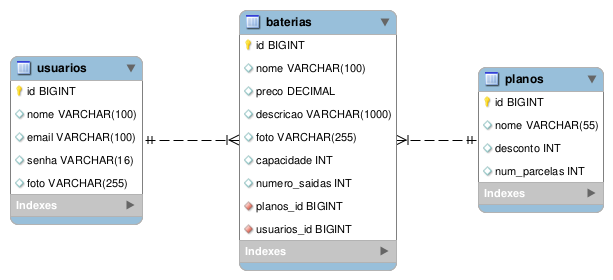 usuarios
id BIGINT
nome VARCHAR(100)
email VARCHAR(100)
senha VARCHAR(16)
foto VARCHAR(255)
Indexes
baterias
id BIGINT
nome VARCHAR(100)
preco DECIMAL
descricao VARCHAR(1000)
foto VARCHAR(255)
capacidade INT
numero_saidas INT
planos_id BIGINT
usuarios_id BIGINT
Indexes
planos
id BIGINT
nome VARCHAR(55)
desconto INT
num_parcelas INT
Indexes